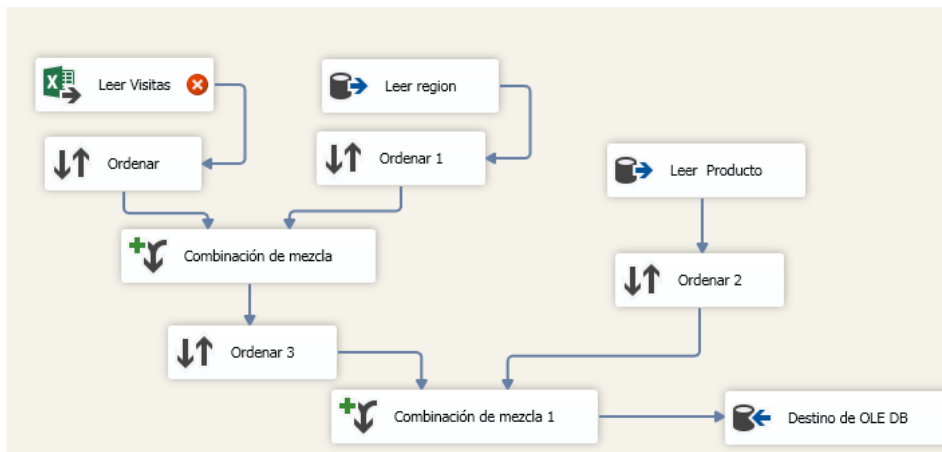 Leer Visitas
Leer region
Ordenar
Ordenar 1
Leer Producto
Combinación de mezcla
Ordenar 2
Ordenar 3
Combinación de mezcla 1
Destino de OLE DB